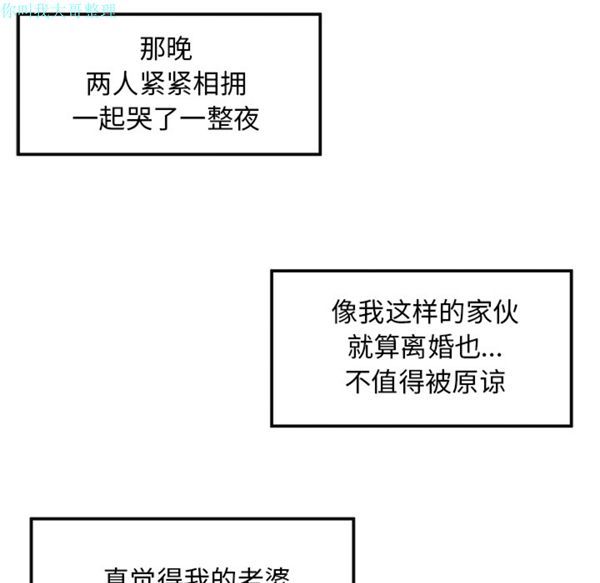 你叫我大哥整理
那晚
两人紧紧相拥
一起哭了一整夜
像我这样的家伙
就算离婚也...
不值得被原谅
真觉得我的老婆